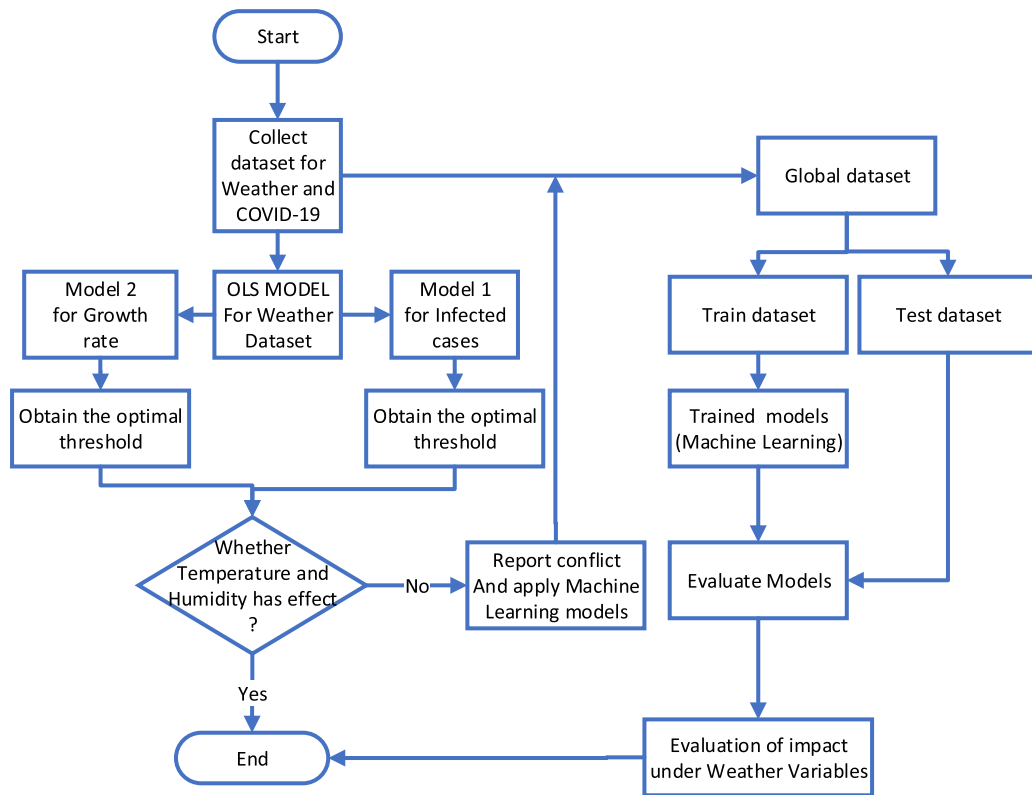 Start
Collect
dataset for
Weather and
COVID-19
Global dataset
Model 2
for Growth
rate
OLS MODEL
For Weather
Dataset
Model 1
for Infected
cases
Train dataset
Test dataset
Obtain the optimal
threshold
Obtain the optimal
threshold
Trained models
(Machine Learning)
Whether
Temperature and
Humidity has effect
?
No
Report conflict
And apply Machine
Learning models
Evaluate Models
Yes
End
Evaluation of impact
under Weather Variables